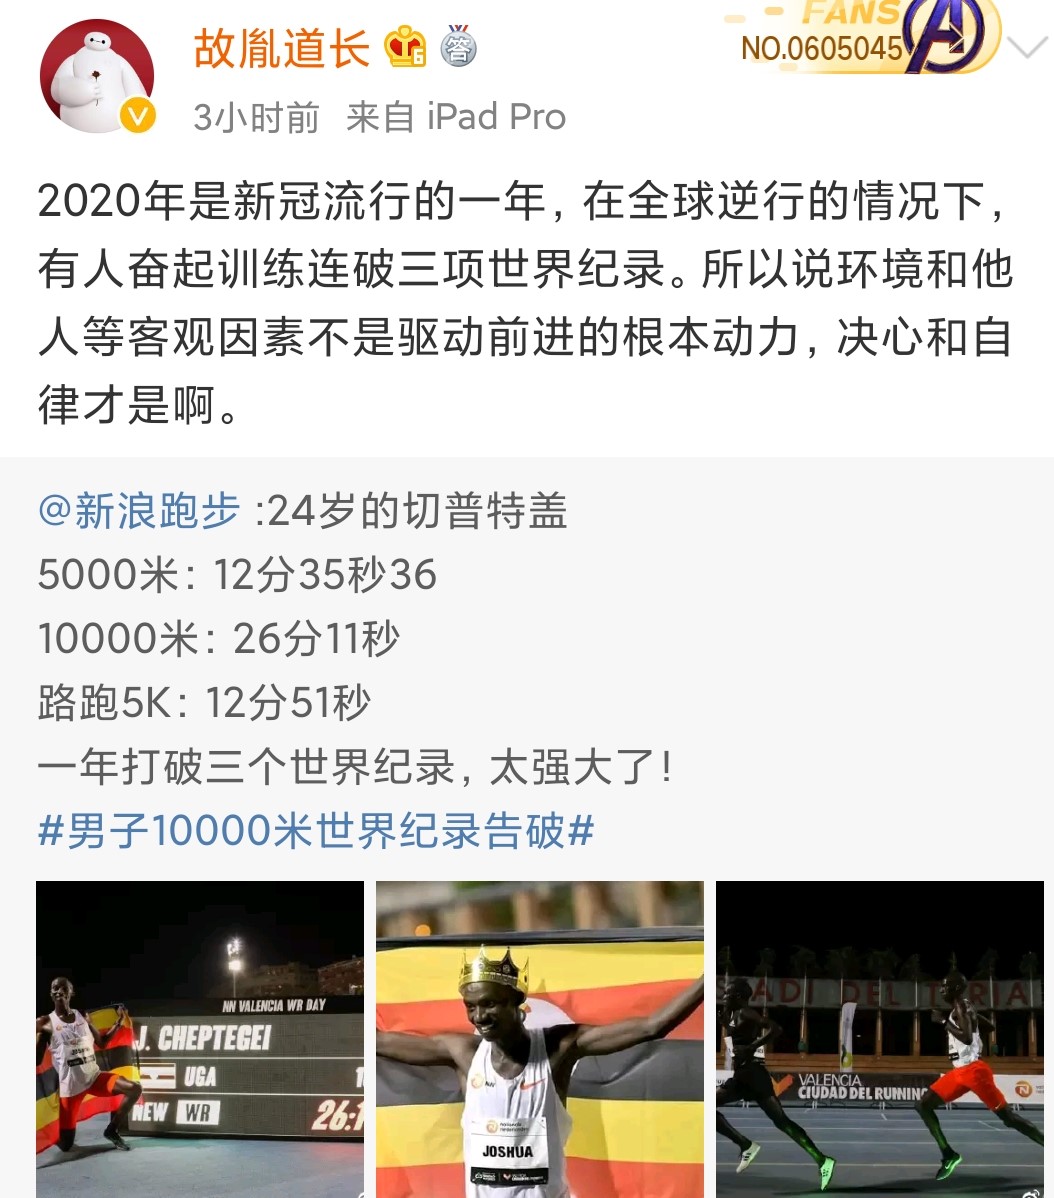 故胤道长 答
FANS
NO.0605045
3小时前 来自 iPad Pro
2020年是新冠流行的一年，在全球逆行的情况下，
有人奋起训练连破三项世界纪录。所以说环境和他
人等客观因素不是驱动前进的根本动力，决心和自
律才是啊。
@新浪跑步 :24岁的切普特盖
5000米：12分35秒36
10000米：26分11秒
路跑5K：12分51秒
一年打破三个世界纪录，太强大了！
#男子10000米世界纪录告破#
NN VALENCIA WR DAY
J. CHEPTEGEI
UGA
NEW WR
26:1
JOSHUA
VALENCIA
CIUDAD DEL RUNNING